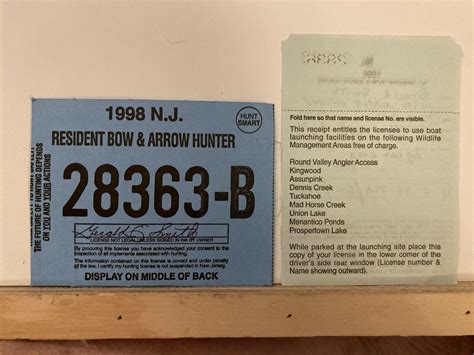 1998 N.J.
HUNT
SMART
RESIDENT BOW & ARROW HUNTER
28363-B
Gerald C Smith
LICENSE NOT LEGAL UNLESS SIGNED IN INK BY OWNER
By procuring this license you have acknowledged your consent to the
inspection of all implements associated with hunting.
The information contained on this license is correct and under penalty
of the law, I certify my hunting license is not suspended in New Jersey.
DISPLAY ON MIDDLE OF BACK
THE FUTURE OF HUNTING DEPENDS
ON YOU AND YOUR ACTIONS
Fold here so that name and license No. are visible.
This receipt entitles the licensee to use boat
launching facilities on the following Wildlife
Management Areas free of charge.
Round Valley Angler Access
Kingwood
Assunpink
Dennis Creek
Tuckahoe
Mad Horse Creek
Union Lake
Menantico Ponds
Prospertown Lake
While parked at the launching site place this
copy of your license in the lower corner of the
driver's side rear window (License number &
Name showing outward).